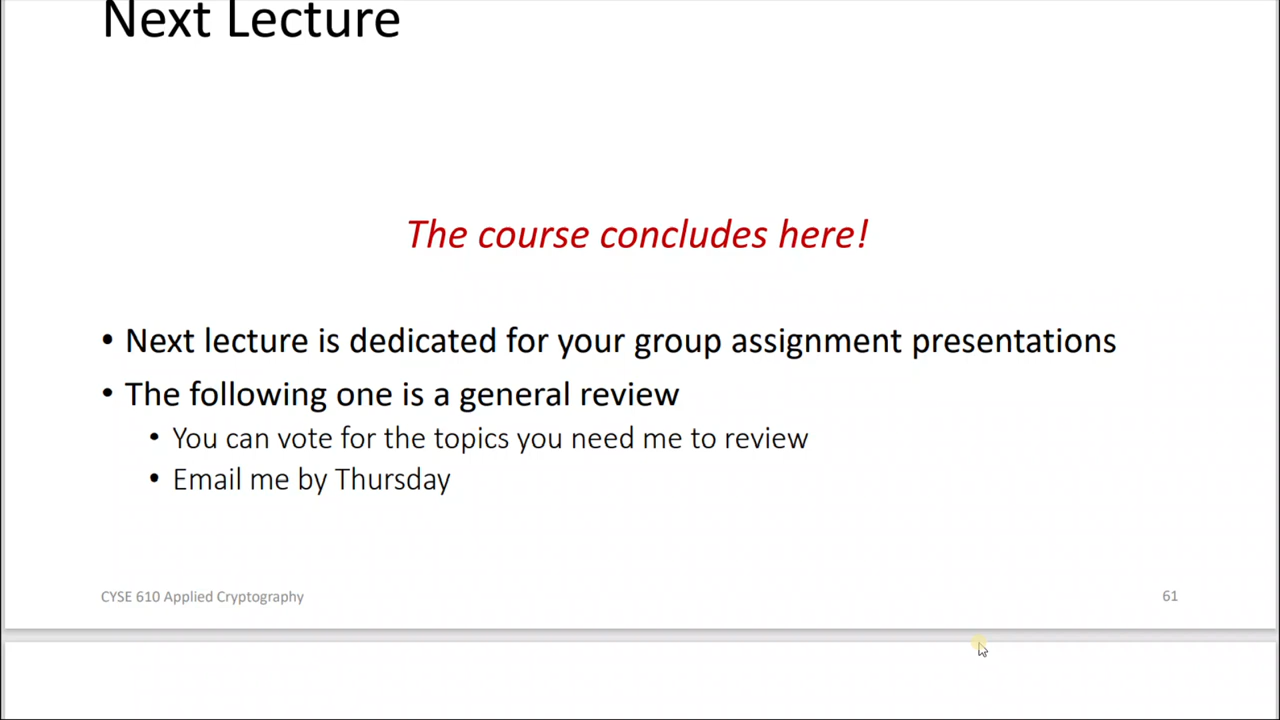 Next Lecture
The course concludes here!
• Next lecture is dedicated for your group assignment presentations
• The following one is a general review
• You can vote for the topics you need me to review
• Email me by Thursday
CYSE 610 Applied Cryptography
61